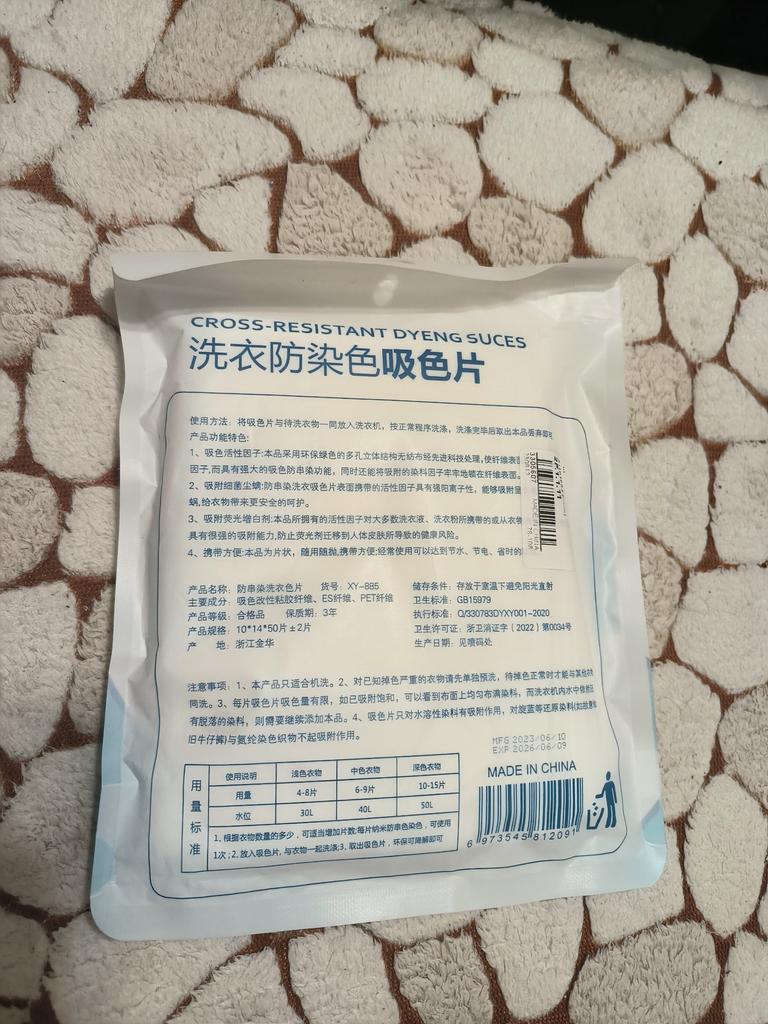 CROSS-RESISTANT DYENG SUCES
洗衣防染色吸色片
使用方法：将吸色片与待洗衣物一同放入洗衣机，按正常程序洗涤，洗涤完毕后取出本品丢弃即可
产品功能特色：
1、吸色活性因子:本品采用环保绿色的多孔立体结构无纺布经先进科技处理,使纤维表
因子,而具有强大的吸色防串染功能，同时还能将吸附的染料因子牢牢地锁在纤维表面。
2、吸附细菌尘螨:防串染洗衣吸色片表面携带的活性因子具有强阳离子性，能够吸附
螨,给衣物带来更安全的呵护。
3、吸附荧光增白剂:本品所拥有的活性因子对大多数洗衣液、洗衣粉所携带的或从衣
具有很强的吸附能力,防止荧光剂迁移到人体皮肤所导致的健康风险。
4、携带方便:本品为片状，随用随抛,携带方便;经常使用可以达到节水、节电、省时的
3305607
MADE IN CHINA
产品名称：防串染洗衣色片 货号：XY-885
主要成分：吸色改性粘胶纤维、ES纤维、PET纤维
产品等级：合格品 保质期：3年
产品规格：10*14*50片±2片
产 地：浙江金华
储存条件：存放于室温下避免阳光直射
卫生标准：GB15979
执行标准：Q/330783DYXY001-2020
卫生许可证：浙卫消证字（2022）第0034号
生产日期：见喷码处
注意事项：1、本产品只适合机洗。2、对已知掉色严重的衣物请先单独预洗，待掉色正常时才能与其他
同洗。3、每片吸色片吸色量有限，如已吸附饱和，可以看到布面上均匀布满染料，而洗衣机内水中依然还
有脱落的染料，则需要继续添加本品。4、吸色片只对水溶性染料有吸附作用，对旋蓝等还原染料(如故意
旧牛仔裤)与氨纶染色织物不起吸附作用。
MFG 2023/06/10
EXP 2026/06/09
MADE IN CHINA
6 973545 812091
用量标准
使用说明 浅色衣物 中色衣物 深色衣物
用量 4-8片 6-9片 10-15片
水位 30L 40L 50L
1、根据衣物数量的多少，可适当增加片数;每片纳米防串色染色，可使用
1次;2、放入吸色片，与衣物一起洗涤;3、取出吸色片，环保可降解即可